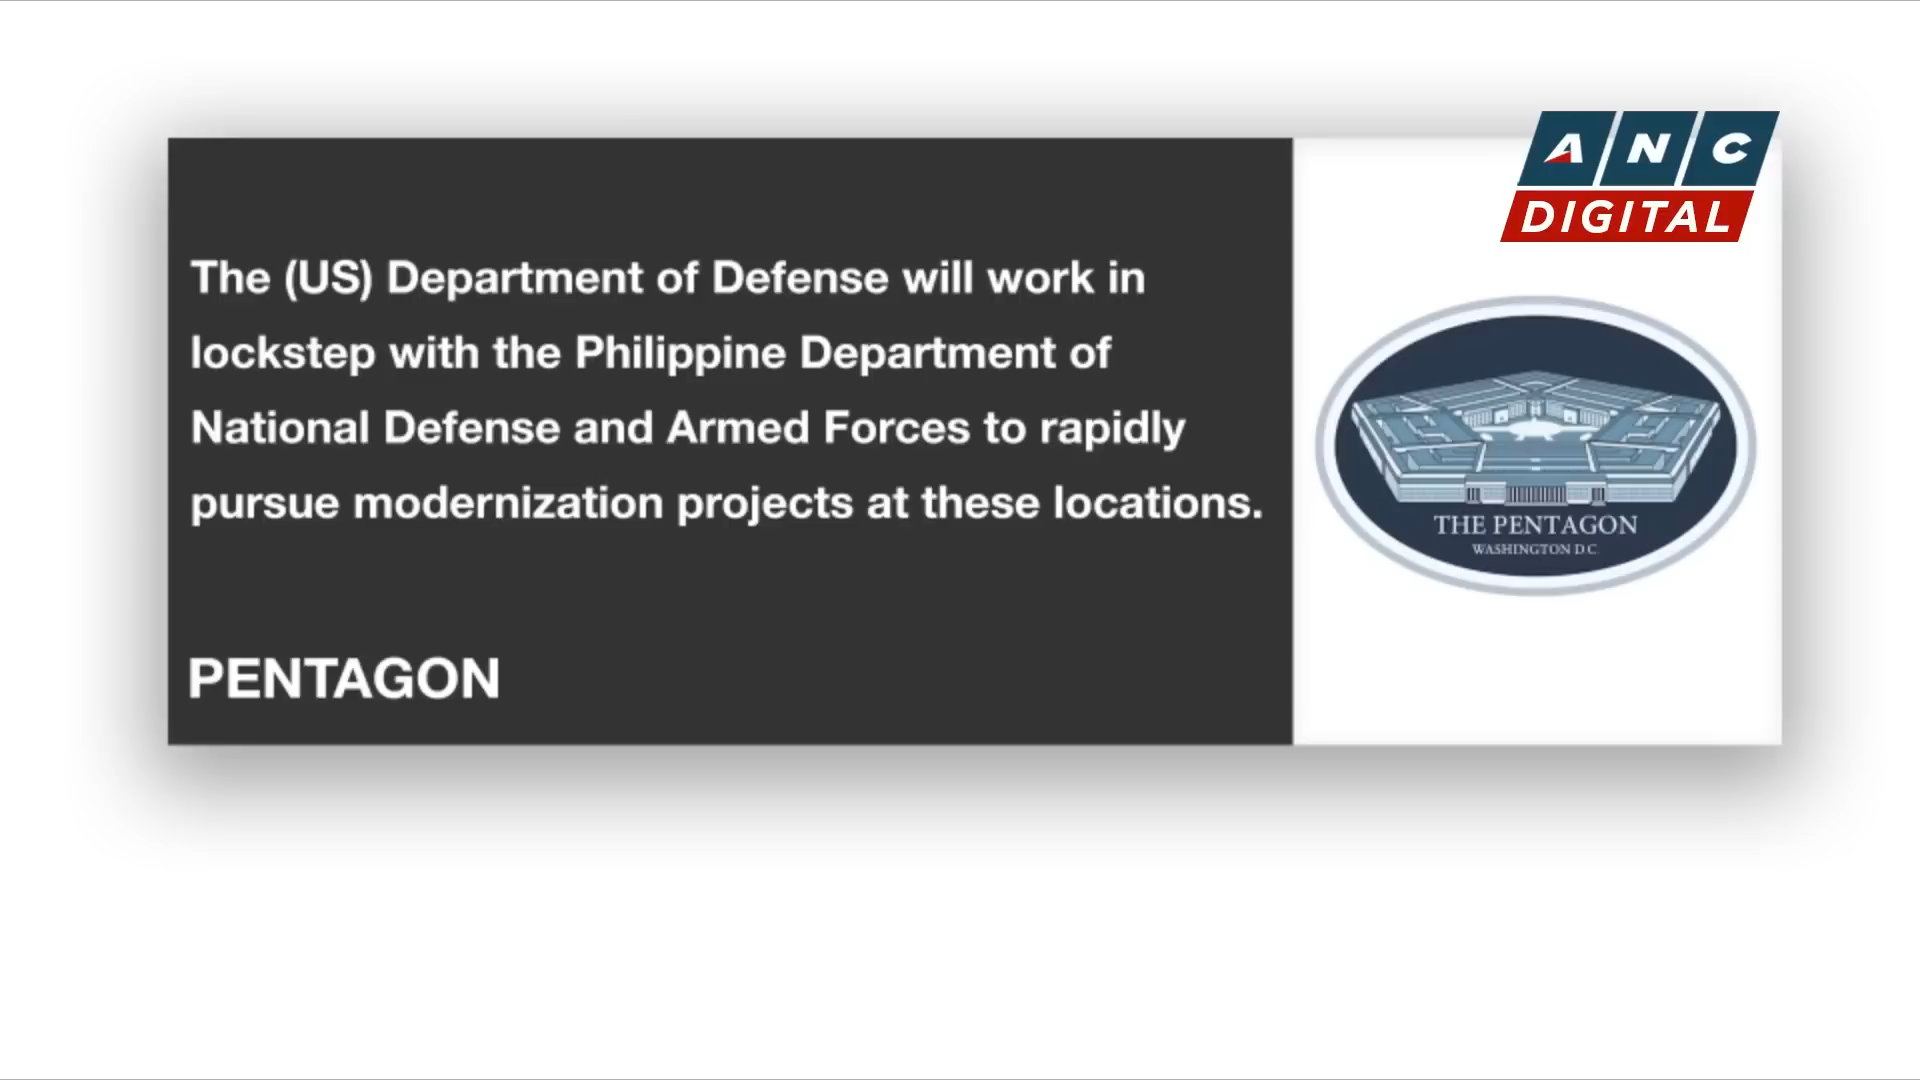 ANC
DIGITAL
The (US) Department of Defense will work in
lockstep with the Philippine Department of
National Defense and Armed Forces to rapidly
pursue modernization projects at these locations.
PENTAGON
THE PENTAGON
WASHINGTON D C